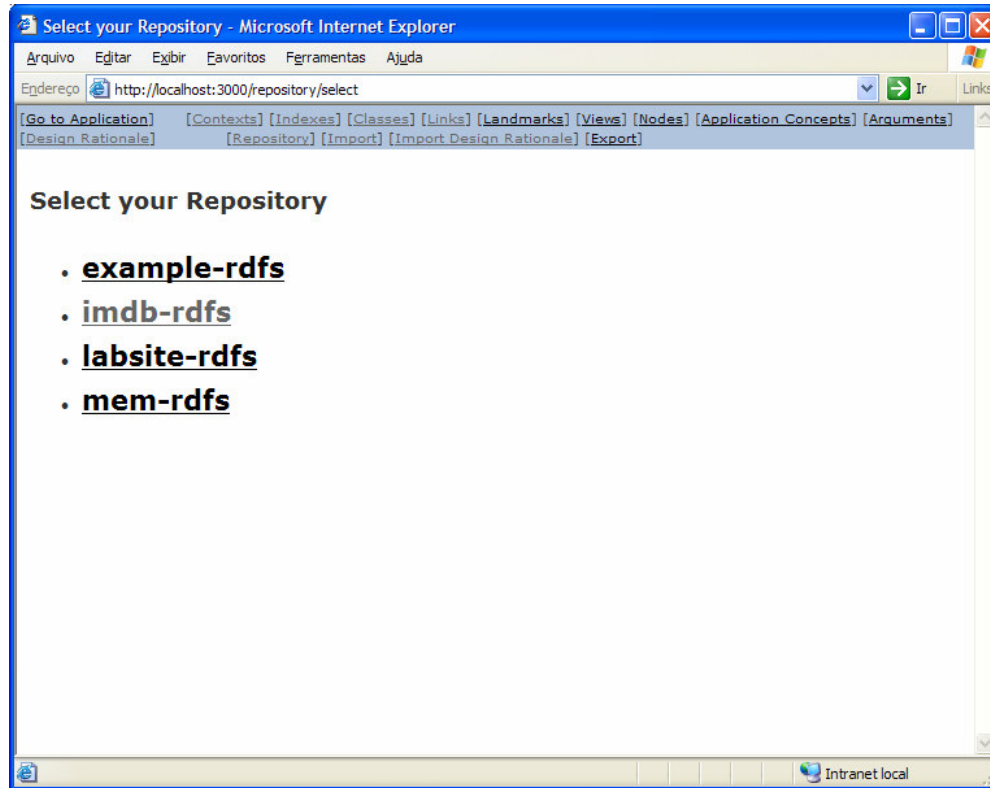 Select your Repository - Microsoft Internet Explorer
Arquivo Editar Exibir Favoritos Ferramentas Ajuda
Endereço http://localhost:3000/repository/select Ir Links
[Go to Application] [Contexts] [Indexes] [Classes] [Links] [Landmarks] [Views] [Nodes] [Application Concepts] [Arguments]
[Design Rationale] [Repository] [Import] [Import Design Rationale] [Export]
Select your Repository
• example-rdfs
• imdb-rdfs
• labsite-rdfs
• mem-rdfs
Intranet local